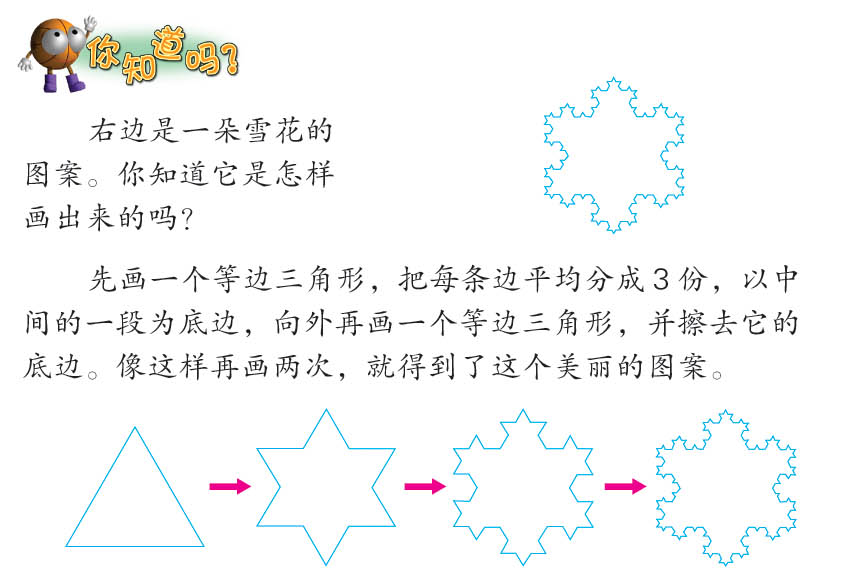 你知道吗？
右边是一朵雪花的
图案。你知道它是怎样
画出来的吗？
先画一个等边三角形，把每条边平均分成3份，以中
间的一段为底边，向外再画一个等边三角形，并擦去它的
底边。像这样再画两次，就得到了这个美丽的图案。